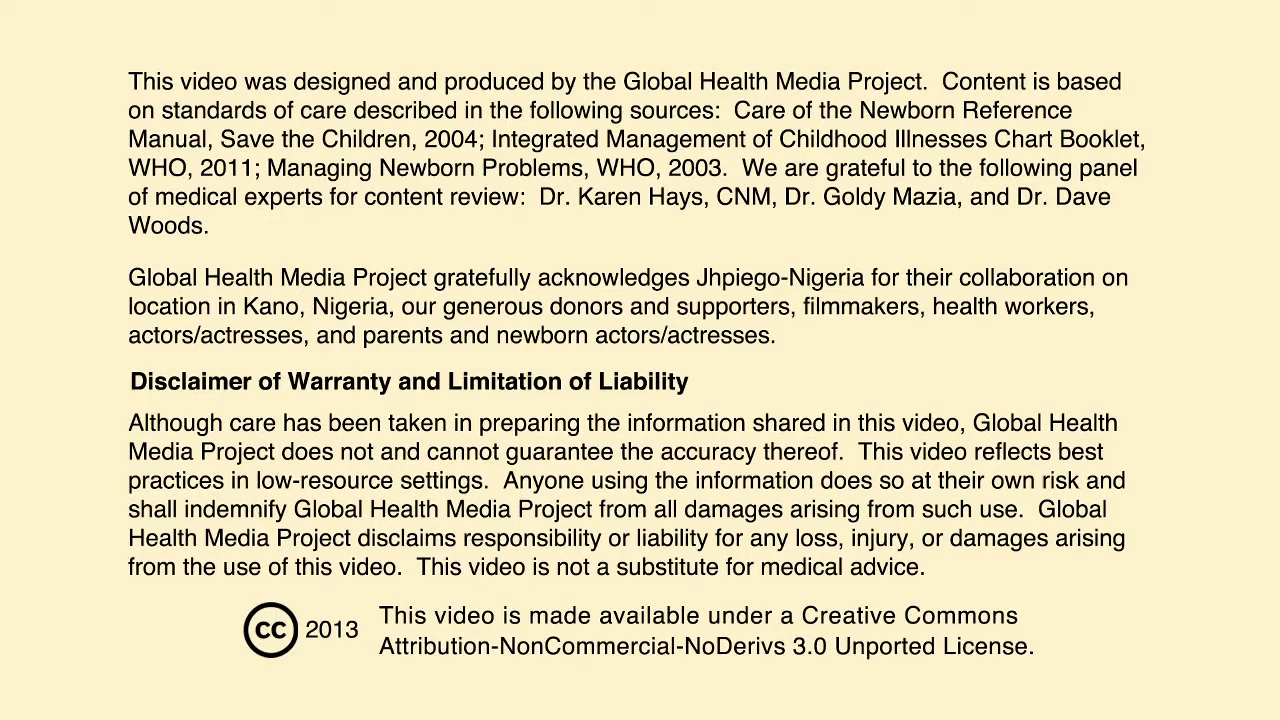 This video was designed and produced by the Global Health Media Project.  Content is based
on standards of care described in the following sources:  Care of the Newborn Reference
Manual, Save the Children, 2004; Integrated Management of Childhood Illnesses Chart Booklet,
WHO, 2011; Managing Newborn Problems, WHO, 2003.  We are grateful to the following panel
of medical experts for content review:  Dr. Karen Hays, CNM, Dr. Goldy Mazia, and Dr. Dave
Woods.
Global Health Media Project gratefully acknowledges Jhpiego-Nigeria for their collaboration on
location in Kano, Nigeria, our generous donors and supporters, filmmakers, health workers,
actors/actresses, and parents and newborn actors/actresses.
Disclaimer of Warranty and Limitation of Liability
Although care has been taken in preparing the information shared in this video, Global Health
Media Project does not and cannot guarantee the accuracy thereof.  This video reflects best
practices in low-resource settings.  Anyone using the information does so at their own risk and
shall indemnify Global Health Media Project from all damages arising from such use.  Global
Health Media Project disclaims responsibility or liability for any loss, injury, or damages arising
from the use of this video.  This video is not a substitute for medical advice.
cc 2013 This video is made available under a Creative Commons
Attribution-NonCommercial-NoDerivs 3.0 Unported License.